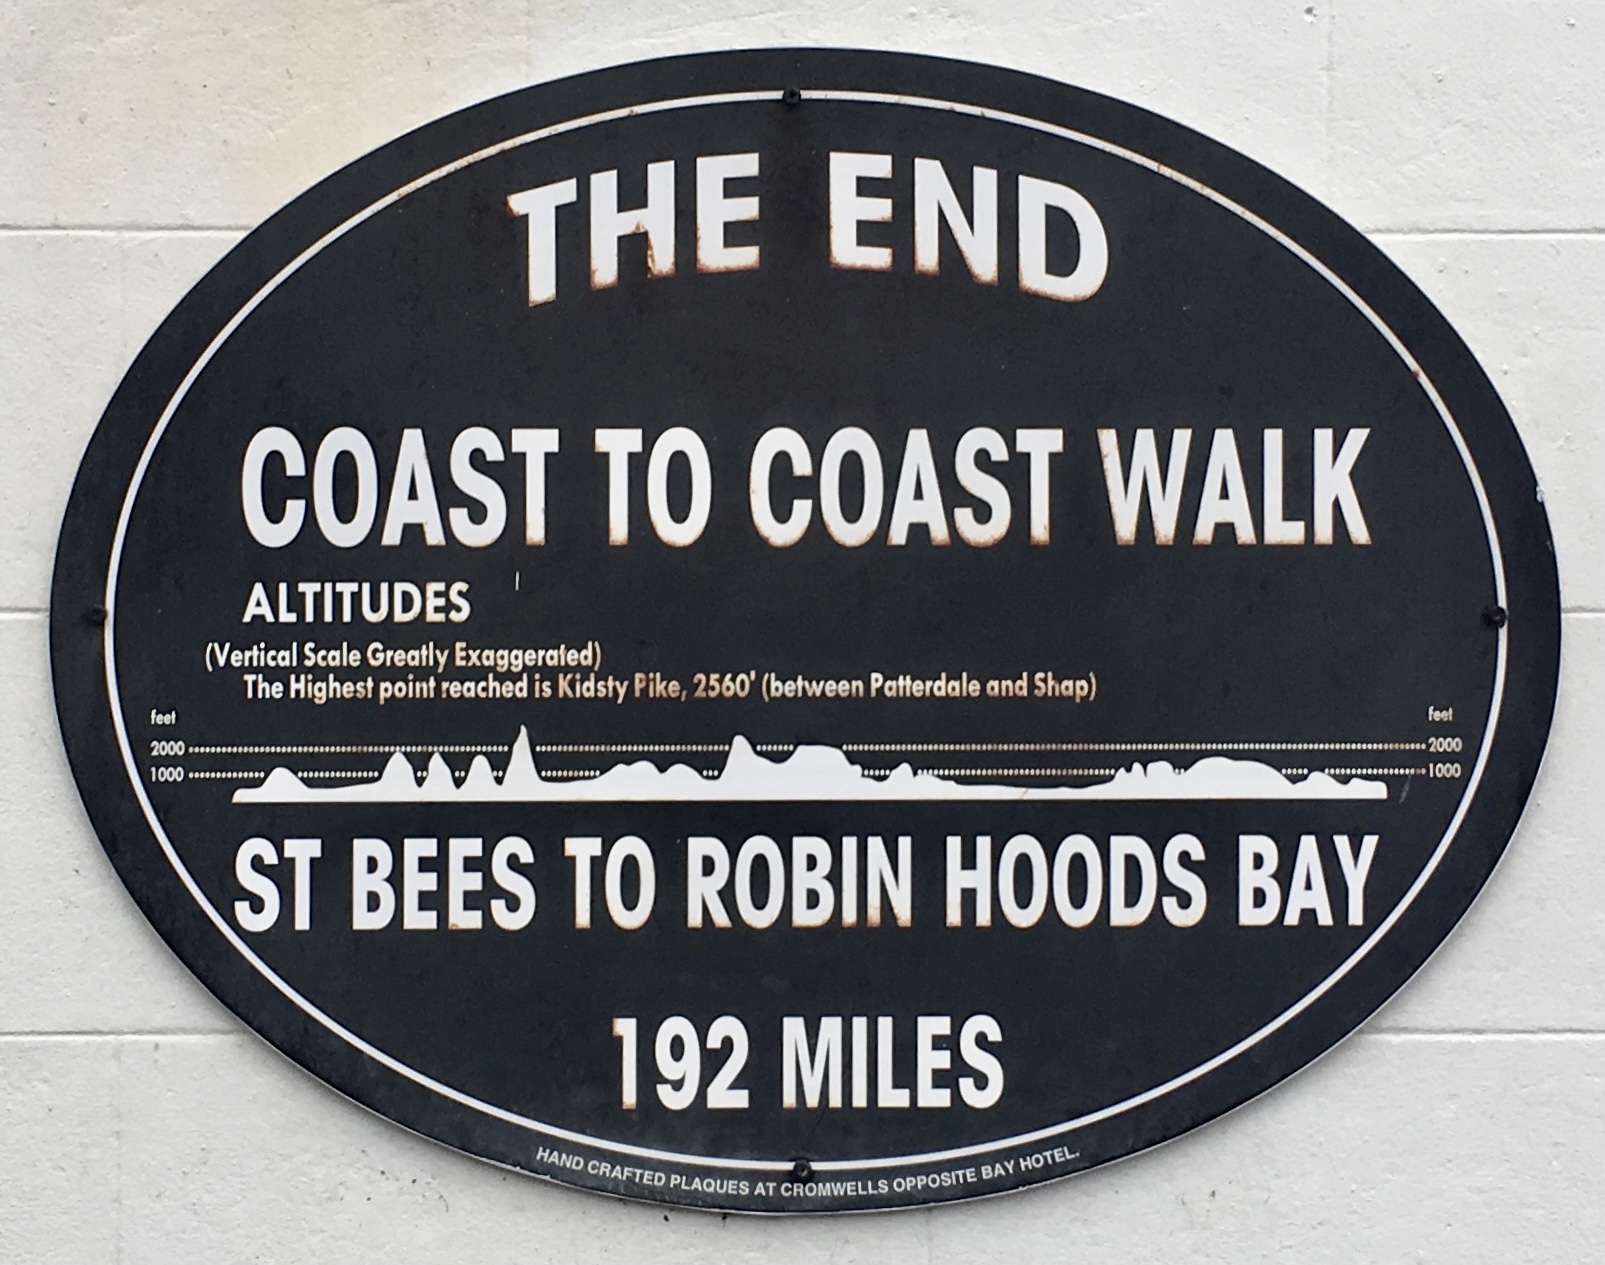 THE END
COAST TO COAST WALK
ALTITUDES
(Vertical Scale Greatly Exaggerated)
The Highest point reached is Kidsty Pike, 2560' (between Patterdale and Shap)
feet feet
2000 2000
1000 1000
ST BEES TO ROBIN HOODS BAY
192 MILES
HAND CRAFTED PLAQUES AT CROMWELLS OPPOSITE BAY HOTEL.